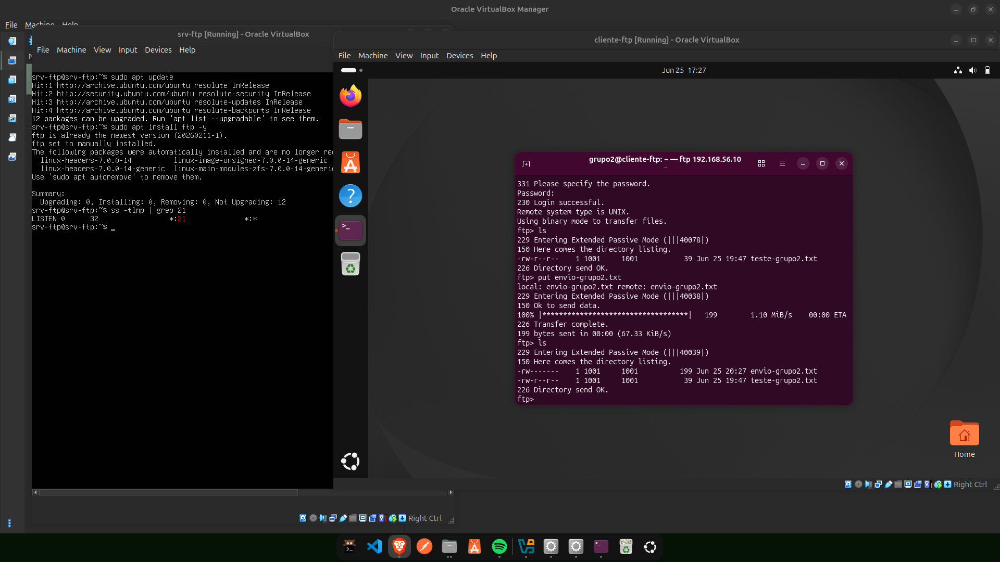 Oracle VirtualBox Manager
File Machine Help
srv-ftp [Running] - Oracle VirtualBox
File Machine View Input Devices Help
srv-ftp@srv-ftp:~$ sudo apt update
Hit:1 http://archive.ubuntu.com/ubuntu resolute InRelease
Hit:2 http://security.ubuntu.com/ubuntu resolute-security InRelease
Hit:3 http://archive.ubuntu.com/ubuntu resolute-updates InRelease
Hit:4 http://archive.ubuntu.com/ubuntu resolute-backports InRelease
12 packages can be upgraded. Run 'apt list --upgradable' to see them.
srv-ftp@srv-ftp:~$ sudo apt install ftp -y
ftp is already the newest version (20260211-1).
ftp set to manually installed.
The following packages were automatically installed and are no longer
linux-headers-7.0.0-14 linux-image-unsigned-7.0.0-14-generic
linux-headers-7.0.0-14-generic linux-main-modules-zfs-7.0.0-14-generic
Use 'sudo apt autoremove' to remove them.
Summary:
Upgrading: 0, Installing: 0, Removing: 0, Not Upgrading: 12
srv-ftp@srv-ftp:~$ ss -tlnp | grep 21
LISTEN 0 32 *:21 *:*
srv-ftp@srv-ftp:~$ _
Right Ctrl
cliente-ftp [Running] - Oracle VirtualBox
File Machine View Input Devices Help
Jun 25 17:27
grupo2@cliente-ftp: ~ — ftp 192.168.56.10
~
331 Please specify the password.
Password:
230 Login successful.
Remote system type is UNIX.
Using binary mode to transfer files.
ftp> ls
229 Entering Extended Passive Mode (|||40078|)
150 Here comes the directory listing.
-rw-r--r-- 1 1001 1001 39 Jun 25 19:47 teste-grupo2.txt
226 Directory send OK.
ftp> put envio-grupo2.txt
local: envio-grupo2.txt remote: envio-grupo2.txt
229 Entering Extended Passive Mode (|||40038|)
150 Ok to send data.
100% |***********************************| 199 1.10 MiB/s 00:00 ETA
226 Transfer complete.
199 bytes sent in 00:00 (67.33 KiB/s)
ftp> ls
229 Entering Extended Passive Mode (|||40039|)
150 Here comes the directory listing.
-rw------- 1 1001 1001 199 Jun 25 20:27 envio-grupo2.txt
-rw-r--r-- 1 1001 1001 39 Jun 25 19:47 teste-grupo2.txt
226 Directory send OK.
ftp>
Home
Right Ctrl